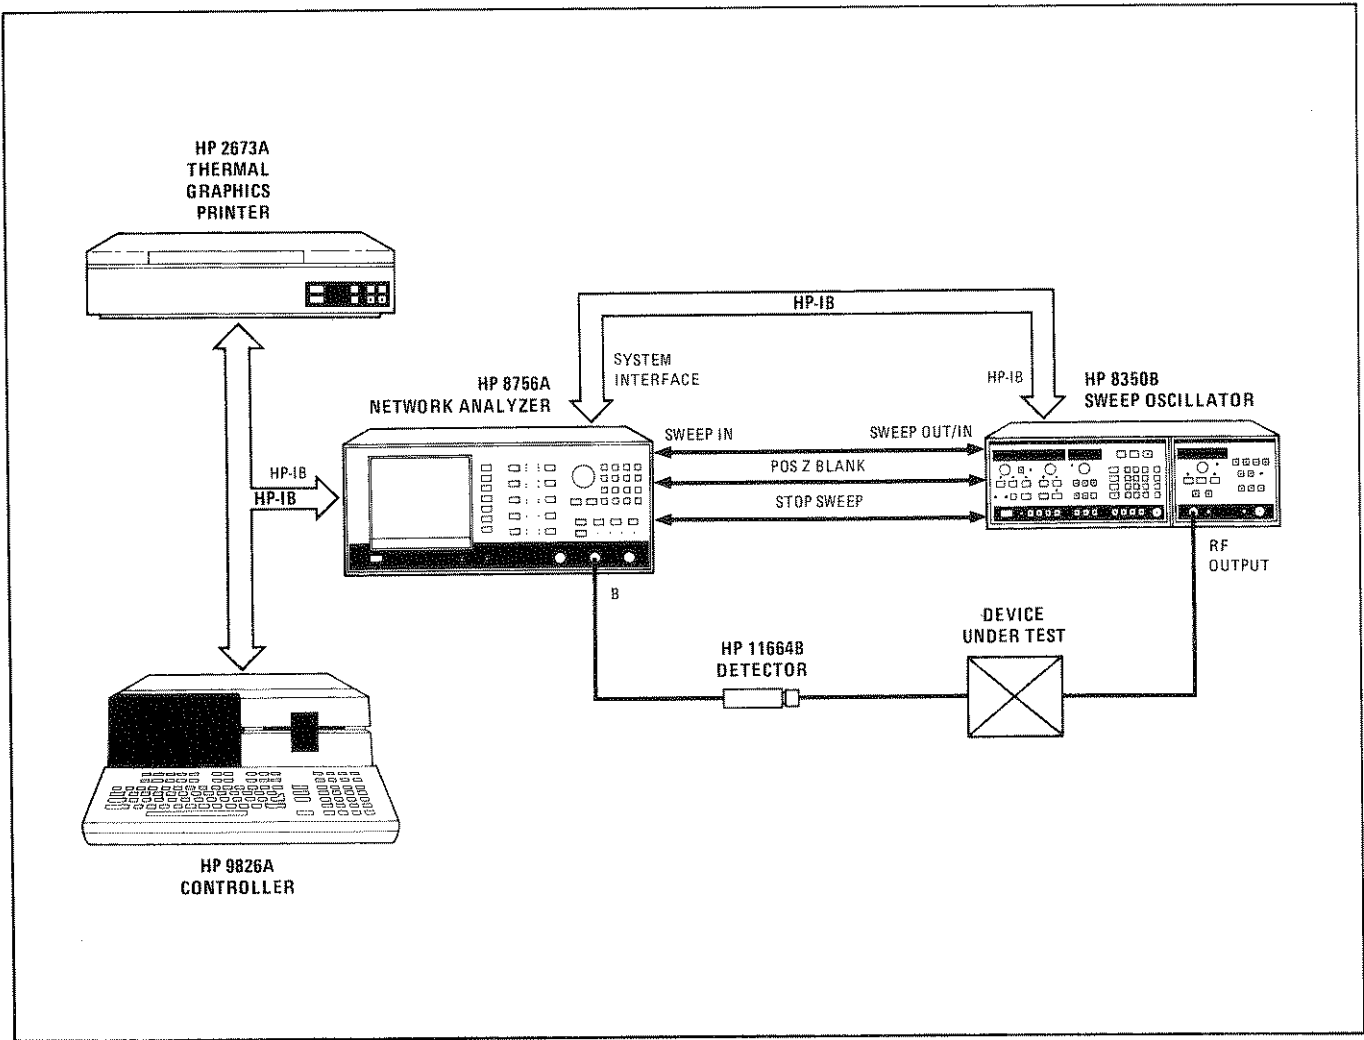 HP 2673A
THERMAL
GRAPHICS
PRINTER
HP-IB
SYSTEM
INTERFACE
HP-IB
HP 8756A
NETWORK ANALYZER
HP 8350B
SWEEP OSCILLATOR
SWEEP IN
SWEEP OUT/IN
POS Z BLANK
STOP SWEEP
HP-IB
HP-IB
RF
OUTPUT
B
DEVICE
UNDER TEST
HP 11664B
DETECTOR
HP 9826A
CONTROLLER